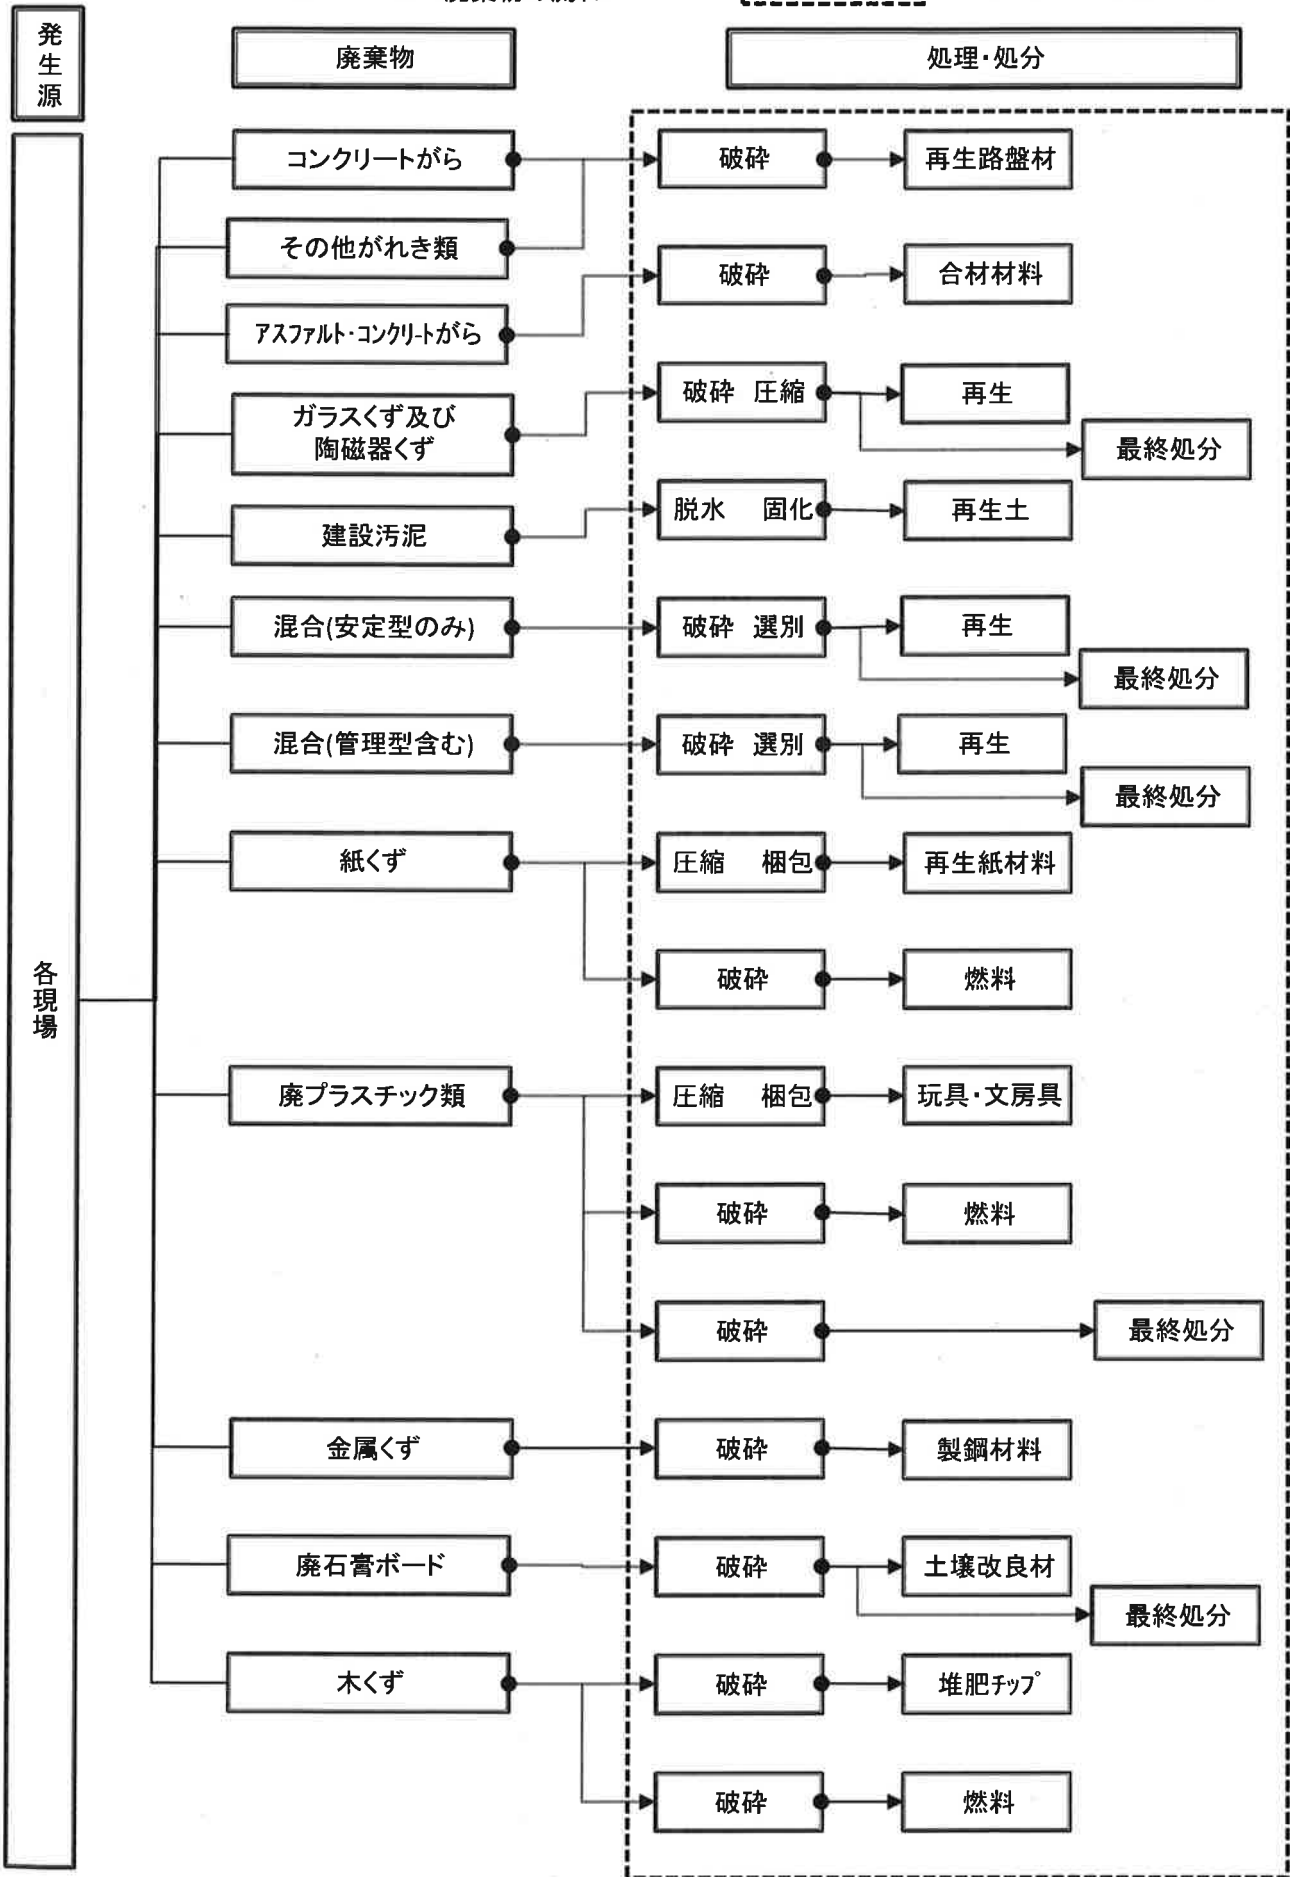 発生源
廃棄物
処理・処分
各現場
コンクリートがら
破砕
再生路盤材
その他がれき類
破砕
合材材料
アスファルト・コンクリートがら
ガラスくず及び
陶磁器くず
破砕 圧縮
再生
最終処分
建設汚泥
脱水 固化
再生土
混合(安定型のみ)
破砕 選別
再生
最終処分
混合(管理型含む)
破砕 選別
再生
最終処分
紙くず
圧縮 梱包
再生紙材料
破砕
燃料
廃プラスチック類
圧縮 梱包
玩具・文房具
破砕
燃料
破砕
最終処分
金属くず
破砕
製鋼材料
廃石膏ボード
破砕
土壌改良材
最終処分
木くず
破砕
堆肥チップ
破砕
燃料